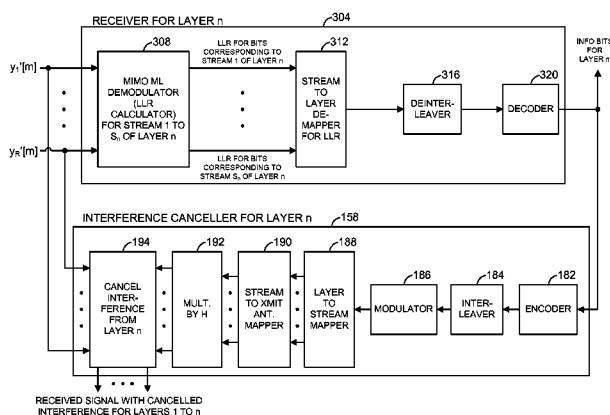 RECEIVER FOR LAYER n
304
308
LLR FOR BITS
CORRESPONDING TO
STREAM 1 OF LAYER n
312
INFO BITS
FOR
LAYER n
y1'[m]
MIMO ML
DEMODULATOR
(LLR
CALCULATOR)
FOR STREAM 1 TO
Sn OF LAYER n
STREAM
TO
LAYER
DE-
MAPPER
FOR LLR
316
DEINTER-
LEAVER
320
DECODER
yR'[m]
LLR FOR BITS
CORRESPONDING TO
STREAM Sn OF LAYER n
INTERFERENCE CANCELLER FOR LAYER n
158
194
CANCEL
INTER-
FERENCE
FROM
LAYER n
192
MULT.
BY H
190
STREAM
TO XMIT
ANT.
MAPPER
188
LAYER
TO
STREAM
MAPPER
186
MODULATOR
184
INTER-
LEAVER
182
ENCODER
RECEIVED SIGNAL WITH CANCELLED
INTERFERENCE FOR LAYERS 1 TO n